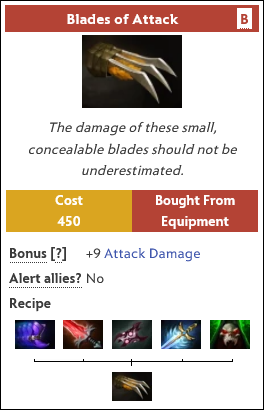 Blades of Attack B
The damage of these small,
concealable blades should not be
underestimated.
Cost
450
Bought From
Equipment
Bonus [?] +9 Attack Damage
Alert allies? No
Recipe